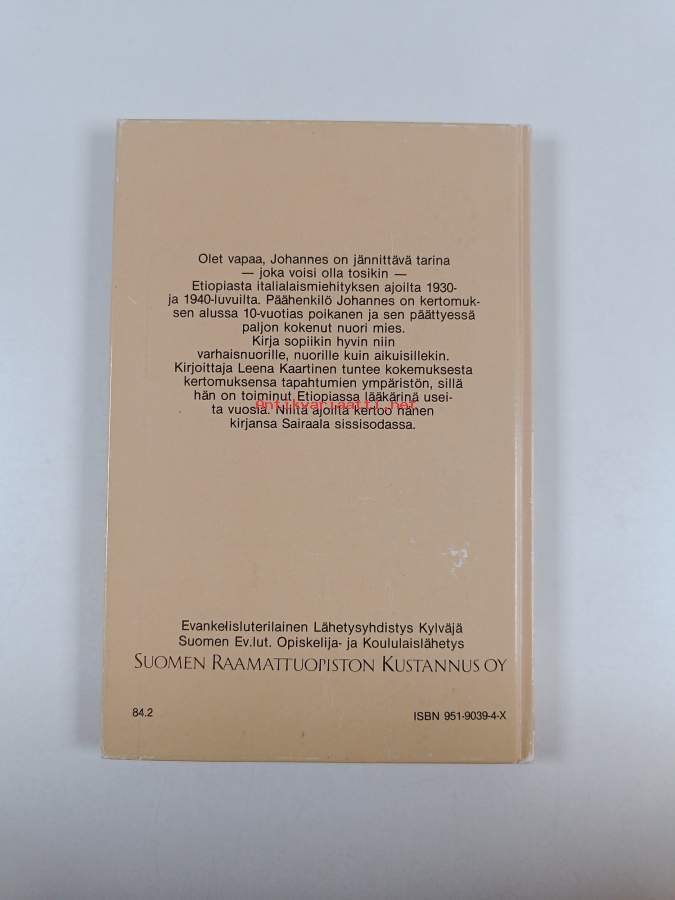 Olet vapaa, Johannes on jännittävä tarina
— joka voisi olla tosikin —
Etiopiasta italialaismiehityksen ajoilta 1930-
ja 1940-luvuilta. Päähenkilö Johannes on kertomuk-
sen alussa 10-vuotias poikanen ja sen päättyessä
paljon kokenut nuori mies.
Kirja sopiikin hyvin niin
varhaisnuorille, nuorille kuin aikuisillekin.
Kirjoittaja Leena Kaartinen tuntee kokemuksesta
kertomuksensa tapahtumien ympäristön, sillä
hän on toiminut Etiopiassa lääkärinä usei-
ta vuosia. Niiltä ajoilta kertoo hänen
antikvariaatti.net
kirjansa Sairaala sissisodassa.
Evankelisluterilainen Lähetysyhdistys Kylväjä
Suomen Ev.lut. Opiskelija- ja Koululaislähetys
SUOMEN RAAMATTUOPISTON KUSTANNUS OY
84.2
ISBN 951-9039-4-X